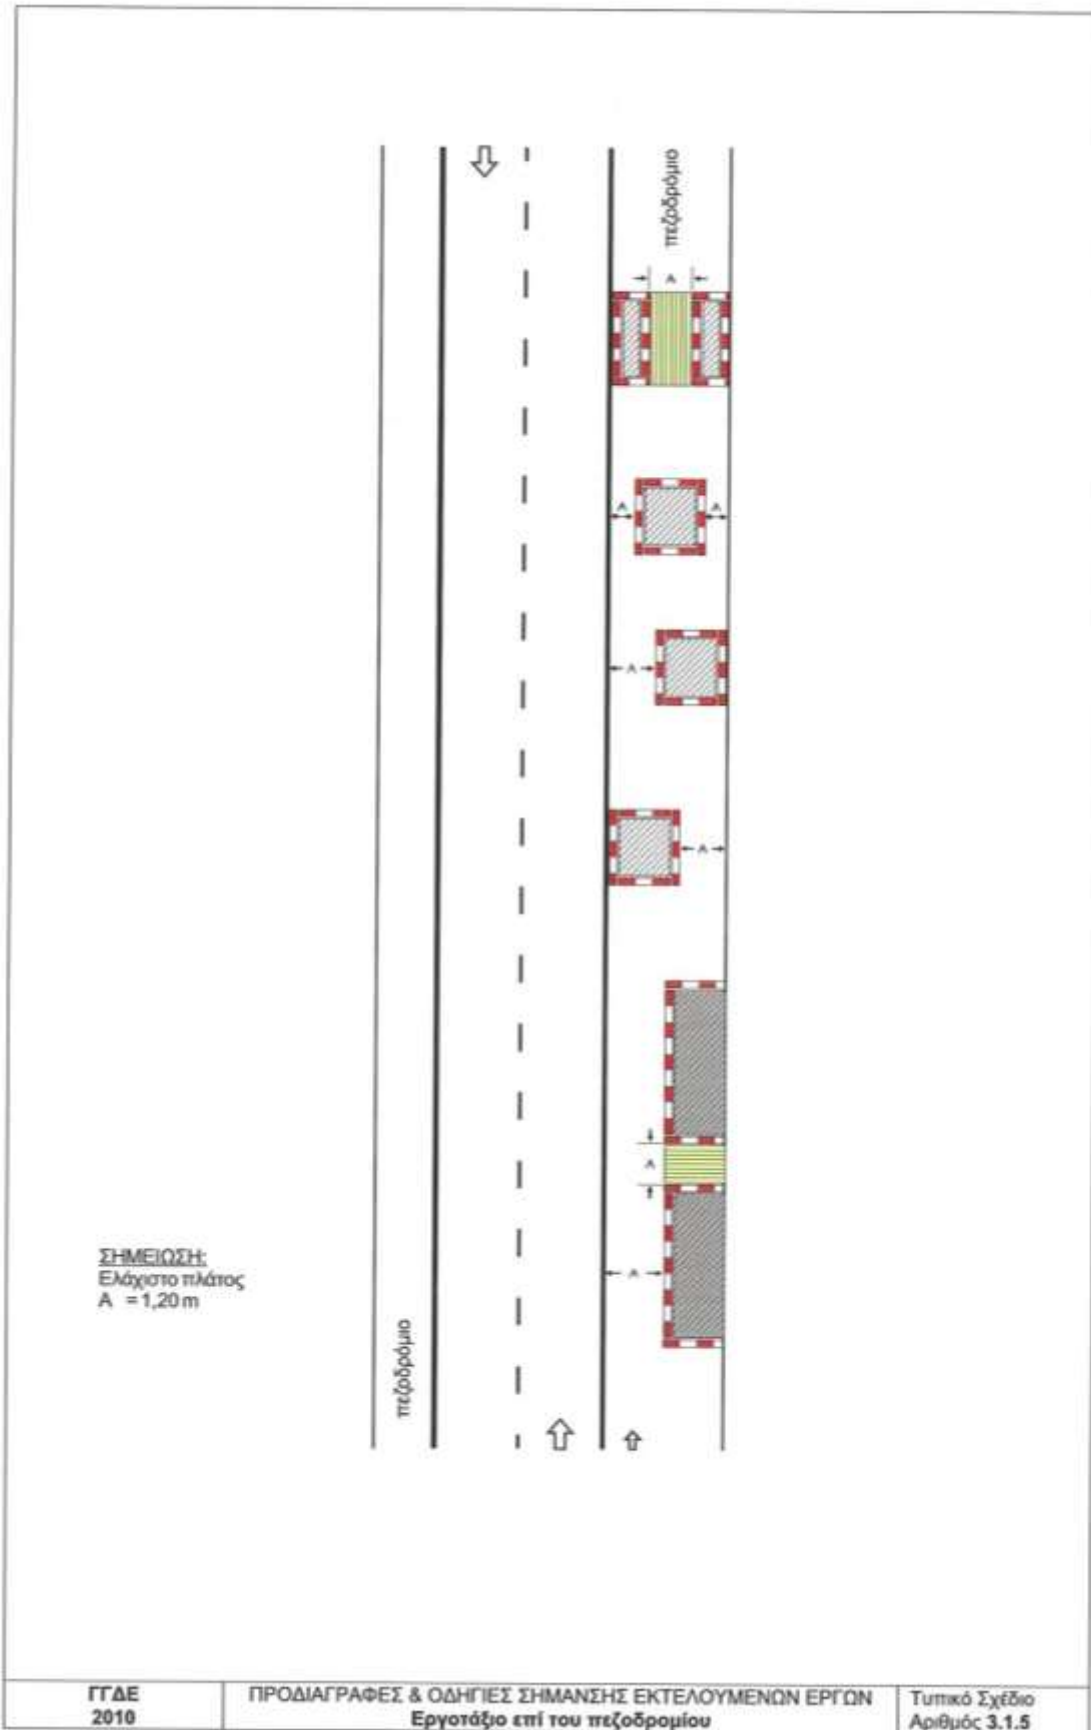 πεζοδρόμιο
A
A
A
A
A
A
A
ΣΗΜΕΙΩΣΗ:
Ελάχιστο πλάτος
A = 1,20 m
πεζοδρόμιο
ΓΓΔΕ
2010
ΠΡΟΔΙΑΓΡΑΦΕΣ & ΟΔΗΓΙΕΣ ΣΗΜΑΝΣΗΣ ΕΚΤΕΛΟΥΜΕΝΩΝ ΕΡΓΩΝ
Εργοτάξιο επί του πεζοδρομίου
Τυπικό Σχέδιο
Αριθμός 3.1.5